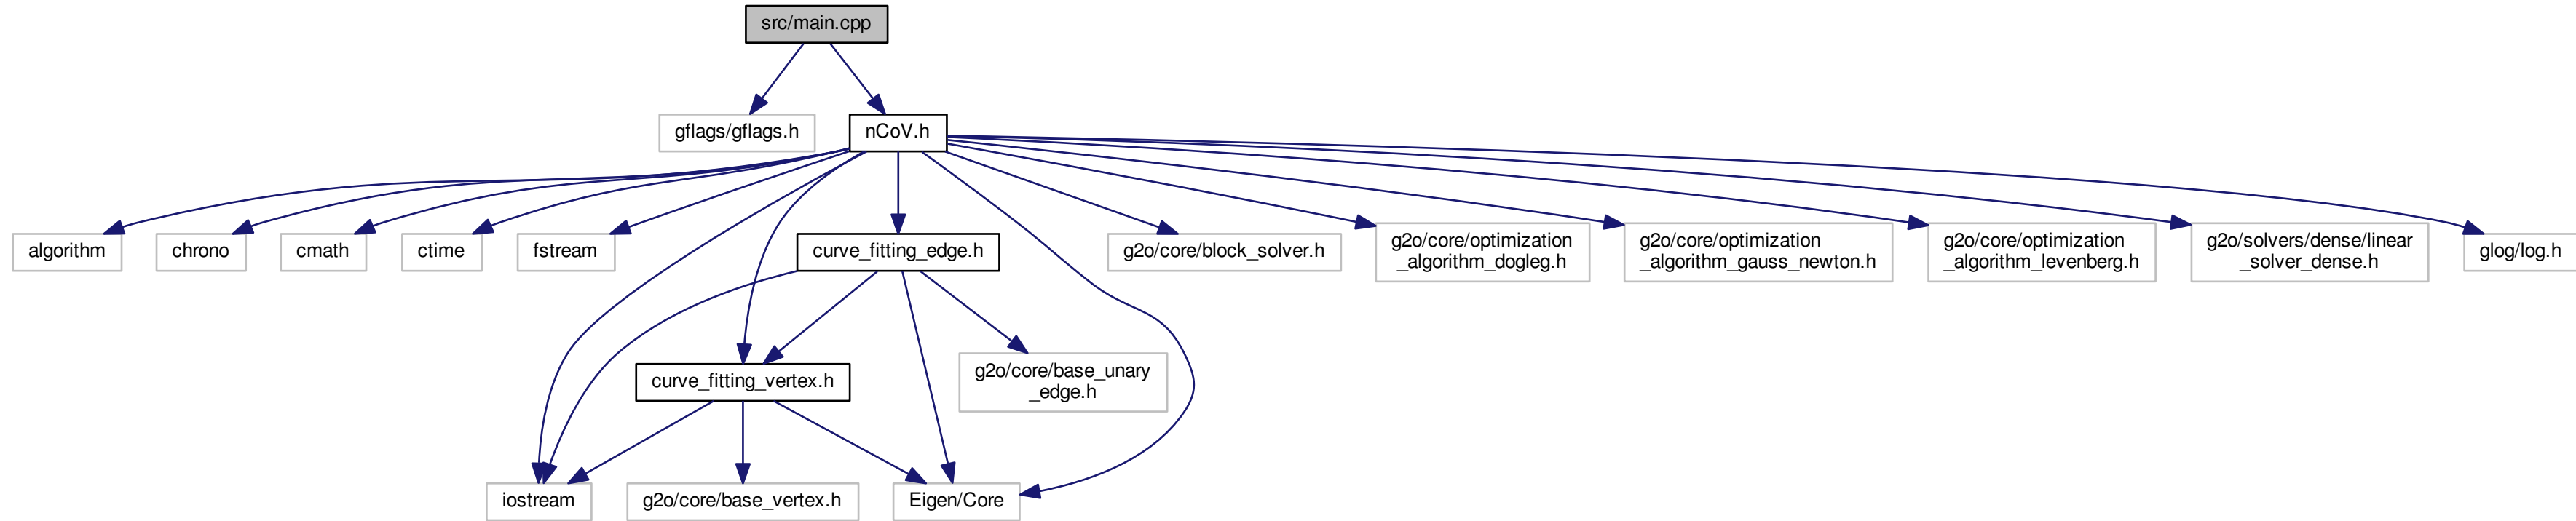 src/main.cpp
gflags/gflags.h
nCoV.h
algorithm
chrono
cmath
ctime
fstream
curve_fitting_edge.h
g2o/core/block_solver.h
g2o/core/optimization
_algorithm_dogleg.h
g2o/core/optimization
_algorithm_gauss_newton.h
g2o/core/optimization
_algorithm_levenberg.h
g2o/solvers/dense/linear
_solver_dense.h
glog/log.h
curve_fitting_vertex.h
g2o/core/base_unary
_edge.h
iostream
g2o/core/base_vertex.h
Eigen/Core